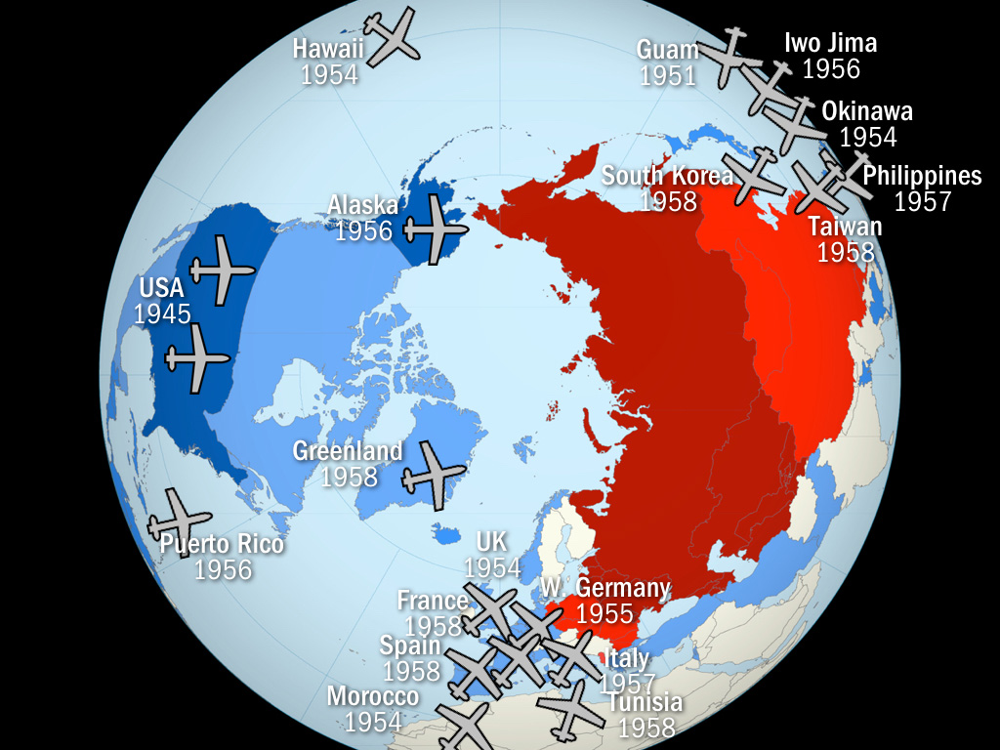 Hawaii
1954
Guam
1951
Iwo Jima
1956
Okinawa
1954
South Korea
1958
Philippines
1957
Taiwan
1958
Alaska
1956
USA
1945
Greenland
1958
Puerto Rico
1956
UK
1954
W. Germany
1955
France
1958
Spain
1958
Italy
1957
Morocco
1954
Tunisia
1958